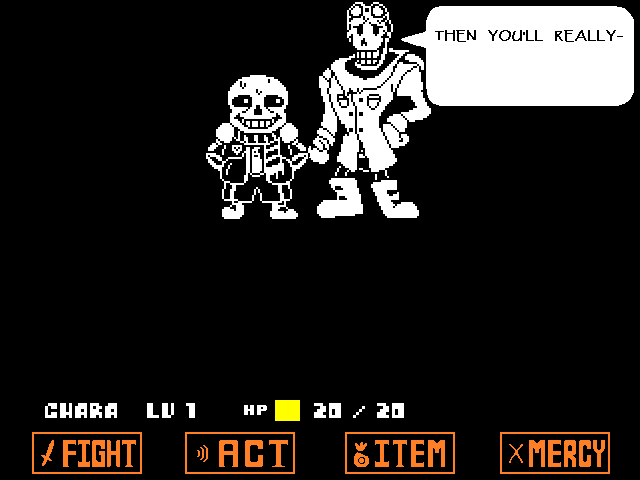 THEN YOU'LL REALLY-
CHARA LV 1 HP 20 / 20
FIGHT ACT ITEM MERCY